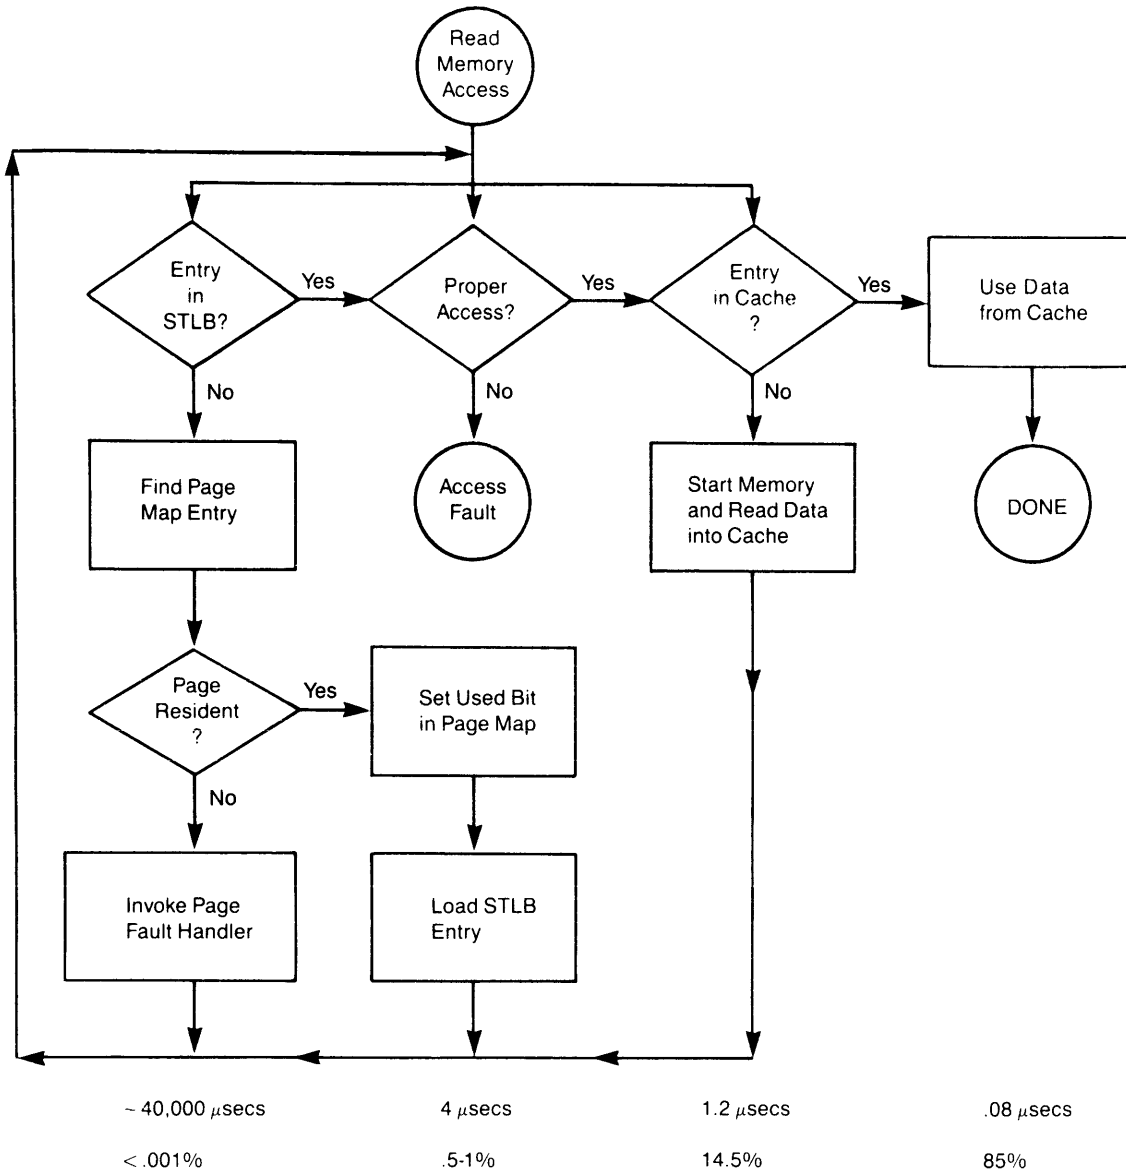 Read
Memory
Access
Entry
in
STLB?
Yes
Proper
Access?
Yes
Entry
in Cache
?
Yes
Use Data
from Cache
No
No
No
Find Page
Map Entry
Access
Fault
Start Memory
and Read Data
into Cache
DONE
Page
Resident
?
Yes
Set Used Bit
in Page Map
No
Invoke Page
Fault Handler
Load STLB
Entry
~ 40,000 μsecs
4 μsecs
1.2 μsecs
.08 μsecs
< .001%
.5-1%
14.5%
85%